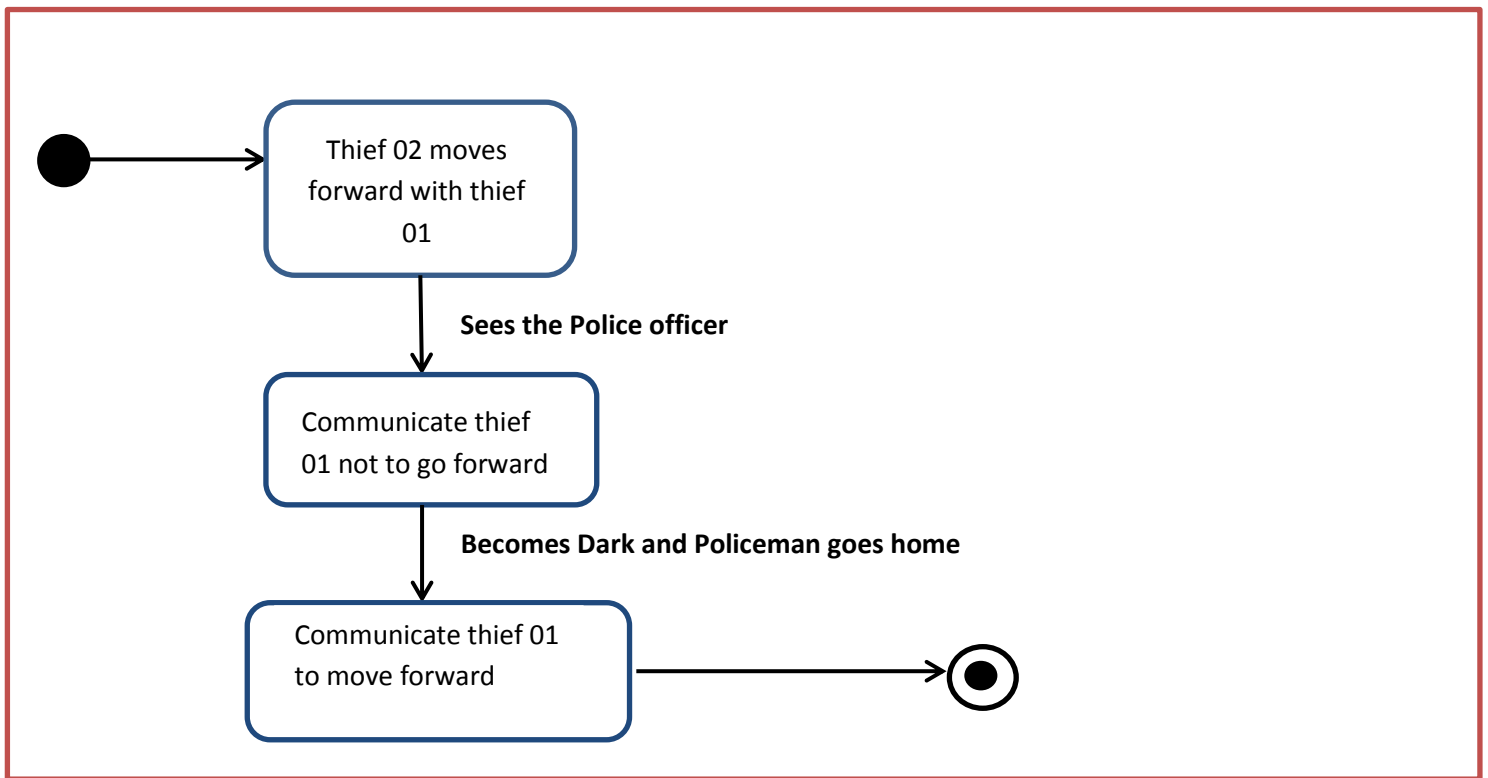 Thief 02 moves
forward with thief
01
Sees the Police officer
Communicate thief
01 not to go forward
Becomes Dark and Policeman goes home
Communicate thief 01
to move forward